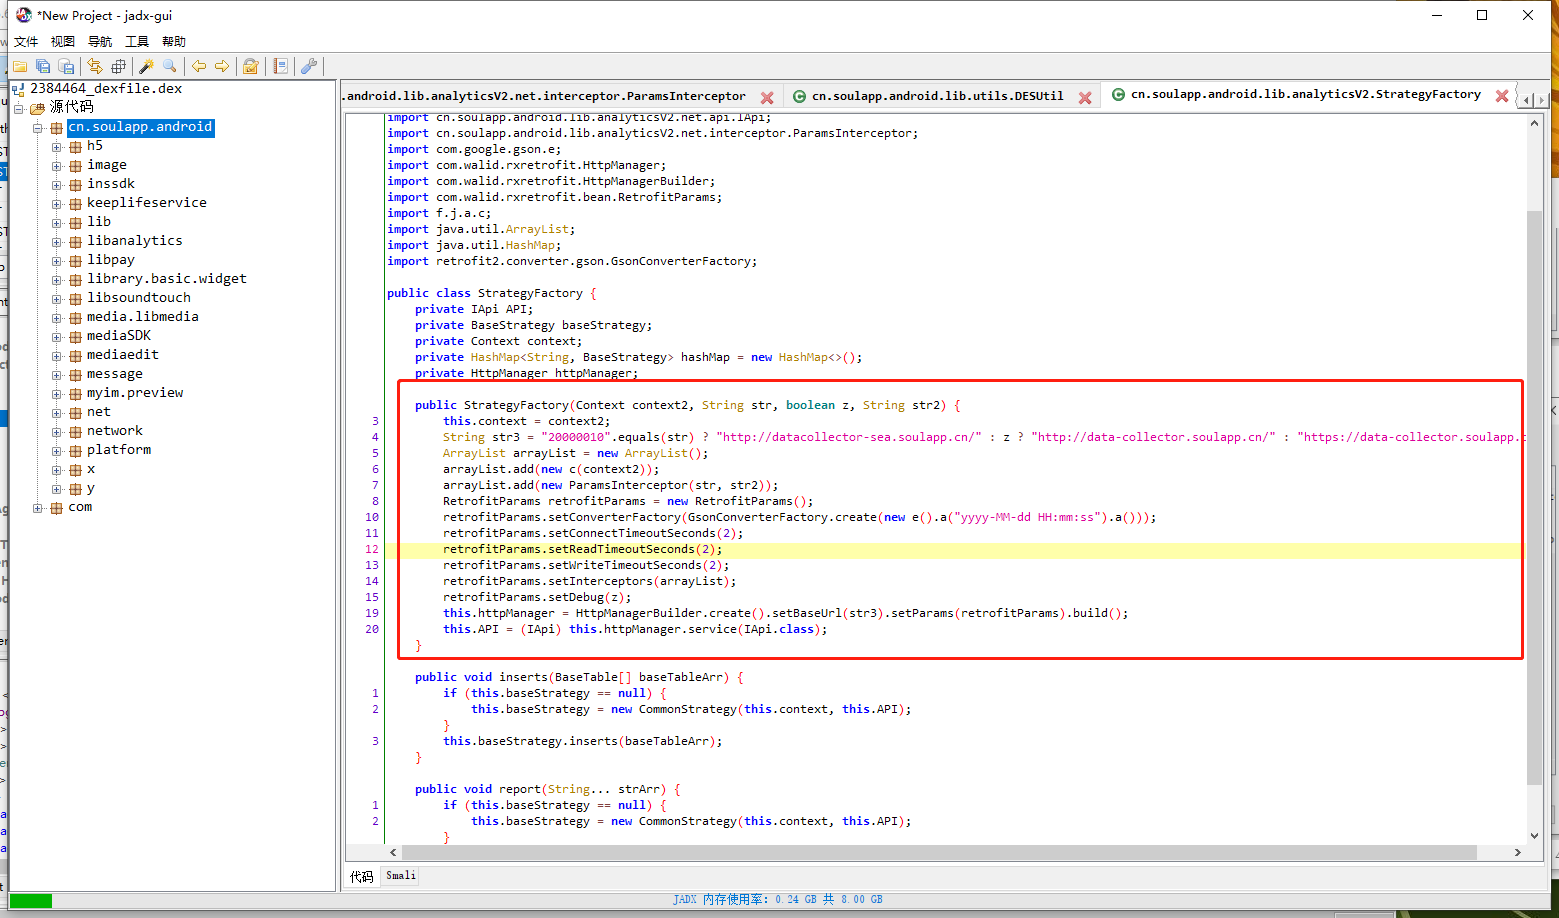 *New Project - jadx-gui
文件 视图 导航 工具 帮助
2384464_dexfile.dex
源代码
cn.soulapp.android
h5
image
inssdk
keeplifeservice
lib
libanalytics
libpay
library.basic.widget
libsoundtouch
media.libmedia
mediaSDK
mediaedit
message
myim.preview
net
network
platform
x
y
com
.android.lib.analyticsV2.net.interceptor.ParamsInterceptor
cn.soulapp.android.lib.utils.DESUtil
cn.soulapp.android.lib.analyticsV2.StrategyFactory
import cn.soulapp.android.lib.analyticsV2.net.api.IApi;
import cn.soulapp.android.lib.analyticsV2.net.interceptor.ParamsInterceptor;
import com.google.gson.e;
import com.walid.rxretrofit.HttpManager;
import com.walid.rxretrofit.HttpManagerBuilder;
import com.walid.rxretrofit.bean.RetrofitParams;
import f.j.a.c;
import java.util.ArrayList;
import java.util.HashMap;
import retrofit2.converter.gson.GsonConverterFactory;
public class StrategyFactory {
private IApi API;
private BaseStrategy baseStrategy;
private Context context;
private HashMap<String, BaseStrategy> hashMap = new HashMap<>();
private HttpManager httpManager;
public StrategyFactory(Context context2, String str, boolean z, String str2) {
3 this.context = context2;
4 String str3 = "20000010".equals(str) ? "http://datacollector-sea.soulapp.cn/" : z ? "http://data-collector.soulapp.cn/" : "https://data-collector.soulapp.
5 ArrayList arrayList = new ArrayList();
6 arrayList.add(new c(context2));
7 arrayList.add(new ParamsInterceptor(str, str2));
8 RetrofitParams retrofitParams = new RetrofitParams();
10 retrofitParams.setConverterFactory(GsonConverterFactory.create(new e().a("yyyy-MM-dd HH:mm:ss").a()));
11 retrofitParams.setConnectTimeoutSeconds(2);
12 retrofitParams.setReadTimeoutSeconds(2);
13 retrofitParams.setWriteTimeoutSeconds(2);
14 retrofitParams.setInterceptors(arrayList);
15 retrofitParams.setDebug(z);
19 this.httpManager = HttpManagerBuilder.create().setBaseUrl(str3).setParams(retrofitParams).build();
20 this.API = (IApi) this.httpManager.service(IApi.class);
}
public void inserts(BaseTable[] baseTableArr) {
1 if (this.baseStrategy == null) {
2 this.baseStrategy = new CommonStrategy(this.context, this.API);
}
3 this.baseStrategy.inserts(baseTableArr);
}
public void report(String... strArr) {
1 if (this.baseStrategy == null) {
2 this.baseStrategy = new CommonStrategy(this.context, this.API);
}
代码 Smali
JADX 内存使用率: 0.24 GB 共 8.00 GB